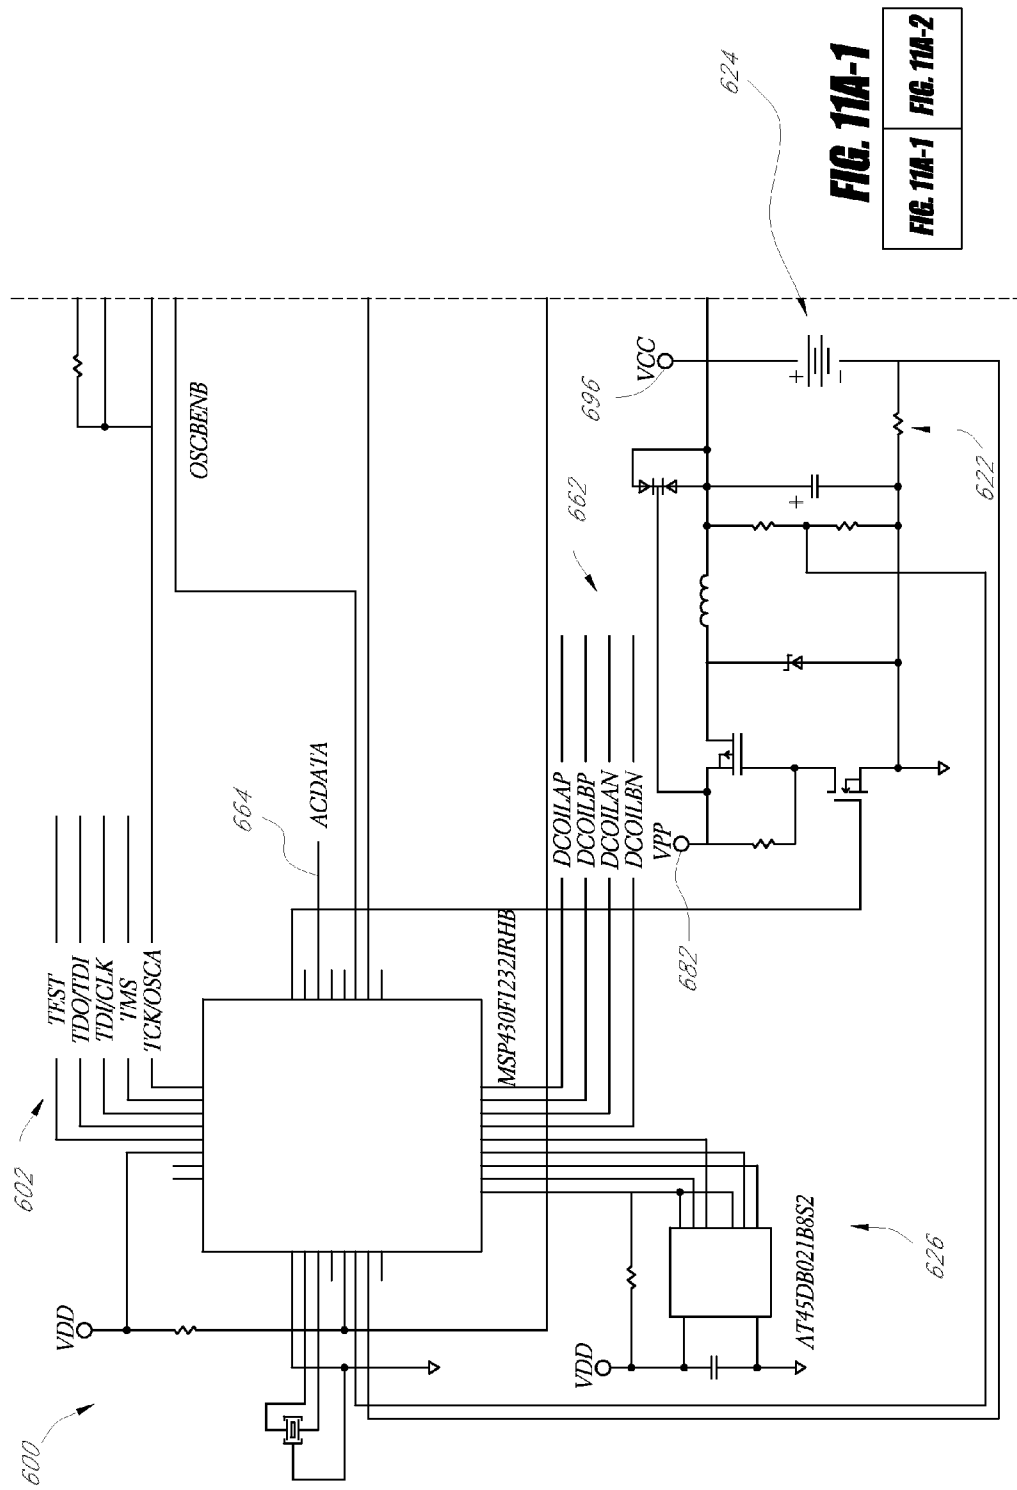 600
602
VDD
TEST
TDO/TDI
TDI/CLK
TMS
TCK/OSCA
OSCBENB
664
ACDATA
MSP430F1232IRHB
DCOILAP
DCOILBP
DCOILAN
DCOILBN
662
VDD
AT45DB021B8S2
626
682
VPP
696
VCC
+
+
−
622
624
FIG. 11A-1
FIG. 11A-1 FIG. 11A-2